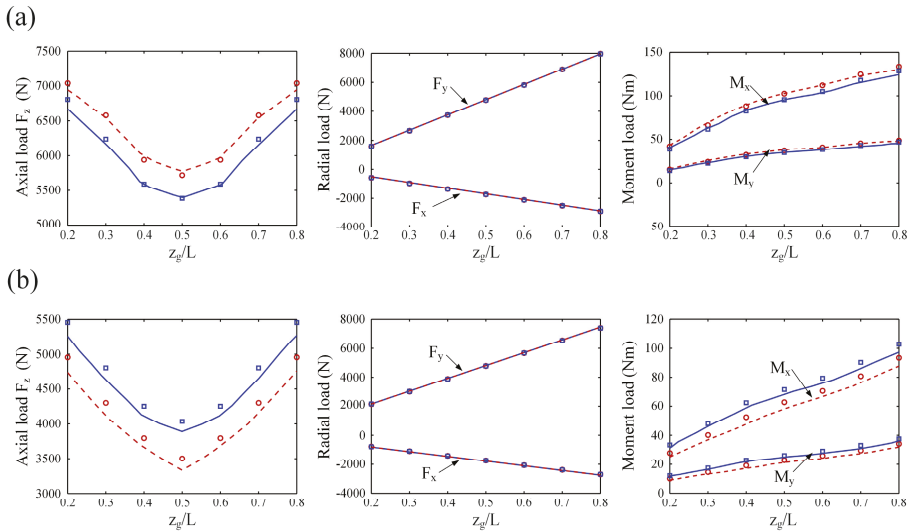 (a)
7500
7000
6500
6000
5500
5000
Axial load F_z (N)
0.2 0.3 0.4 0.5 0.6 0.7 0.8
z_g/L
8000
6000
4000
2000
0
-2000
-4000
Radial load (N)
F_y
F_x
0.2 0.3 0.4 0.5 0.6 0.7 0.8
z_g/L
150
100
50
0
50
Moment load (Nm)
M_x
M_y
0.2 0.3 0.4 0.5 0.6 0.7 0.8
z_g/L
(b)
5500
5000
4500
4000
3500
3000
Axial load F_z (N)
0.2 0.3 0.4 0.5 0.6 0.7 0.8
z_g/L
8000
6000
4000
2000
0
-2000
-4000
Radial load (N)
F_y
F_x
0.2 0.3 0.4 0.5 0.6 0.7 0.8
z_g/L
120
100
80
60
40
20
0
Moment load (Nm)
M_x
M_y
0.2 0.3 0.4 0.5 0.6 0.7 0.8
z_g/L